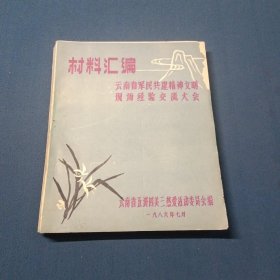 材料汇编
云南省军民共建精神文明
现场经验交流大会
云南省五讲四美三热爱活动委员会编
一九八六年七月